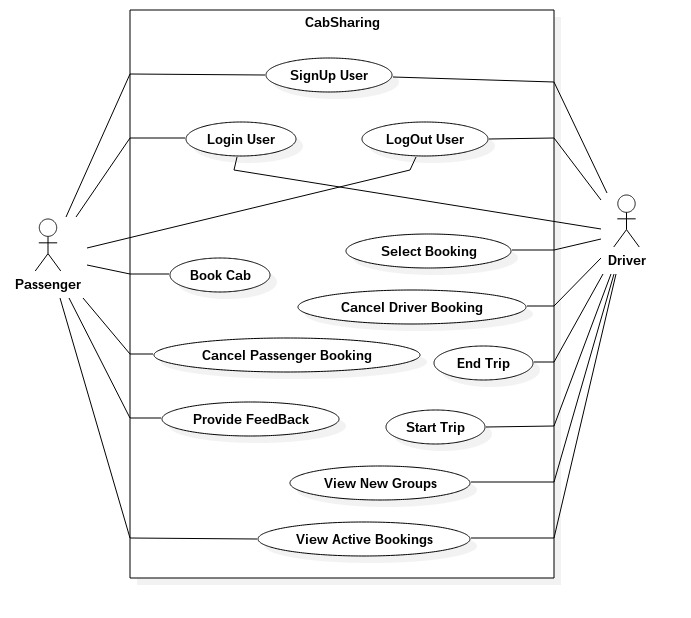 CabSharing
SignUp User
Login User
LogOut User
Select Booking
Passenger
Driver
Book Cab
Cancel Driver Booking
Cancel Passenger Booking
End Trip
Provide FeedBack
Start Trip
View New Groups
View Active Bookings